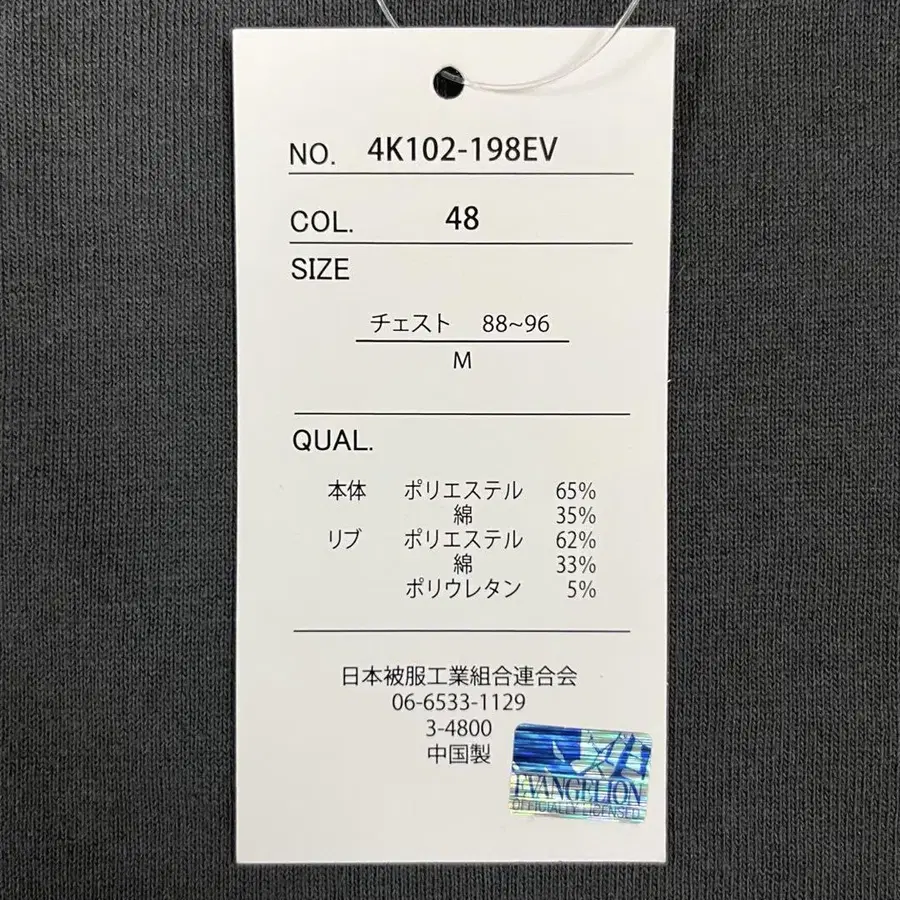 NO. 4K102-198EV
COL. 48
SIZE
チェスト 88~96
M
QUAL.
本体 ポリエステル 65%
綿 35%
リブ ポリエステル 62%
綿 33%
ポリウレタン 5%
日本被服工業組合連合会
06-6533-1129
3-4800
中国製
EVANGELION
OFFICIALLY LICENSED